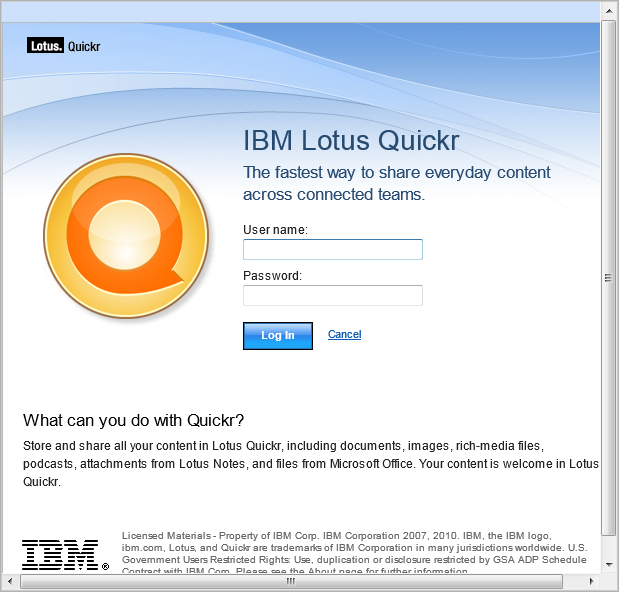 Lotus. Quickr
IBM Lotus Quickr
The fastest way to share everyday content
across connected teams.
User name:
Password:
Log In Cancel
What can you do with Quickr?
Store and share all your content in Lotus Quickr, including documents, images, rich-media files,
podcasts, attachments from Lotus Notes, and files from Microsoft Office. Your content is welcome in Lotus
Quickr.
IBM®
Licensed Materials - Property of IBM Corp. IBM Corporation 2007, 2010. IBM, the IBM logo,
ibm.com, Lotus, and Quickr are trademarks of IBM Corporation in many jurisdictions worldwide. U.S.
Government Users Restricted Rights: Use, duplication or disclosure restricted by GSA ADP Schedule
Contract with IBM Corp. Please see the About page for further information.